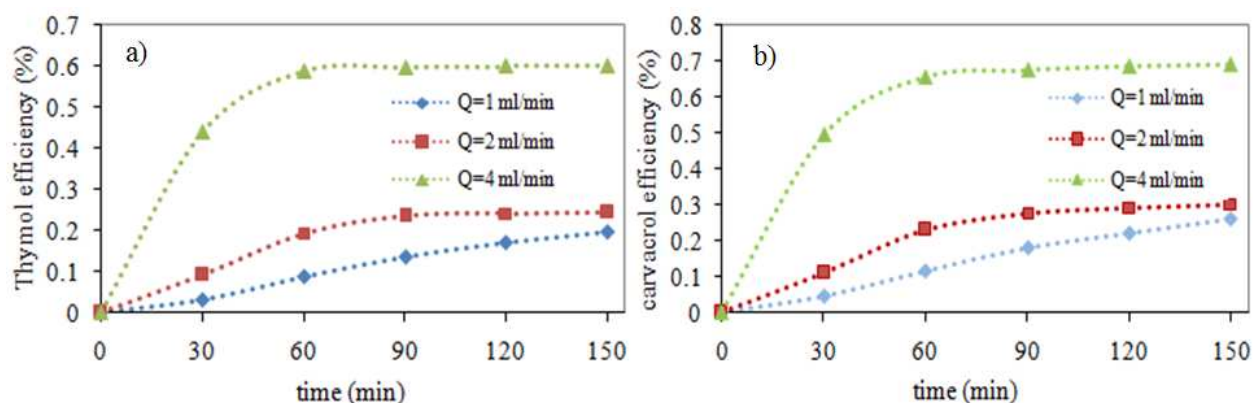 a)
Thymol efficiency (%)
0.7
0.6
0.5
0.4
0.3
0.2
0.1
0
Q=1 ml/min
Q=2 ml/min
Q=4 ml/min
0 30 60 90 120 150
time (min)
b)
carvacrol efficiency (%)
0.8
0.7
0.6
0.5
0.4
0.3
0.2
0.1
0
Q=1 ml/min
Q=2 ml/min
Q=4 ml/min
0 30 60 90 120 150
time (min)